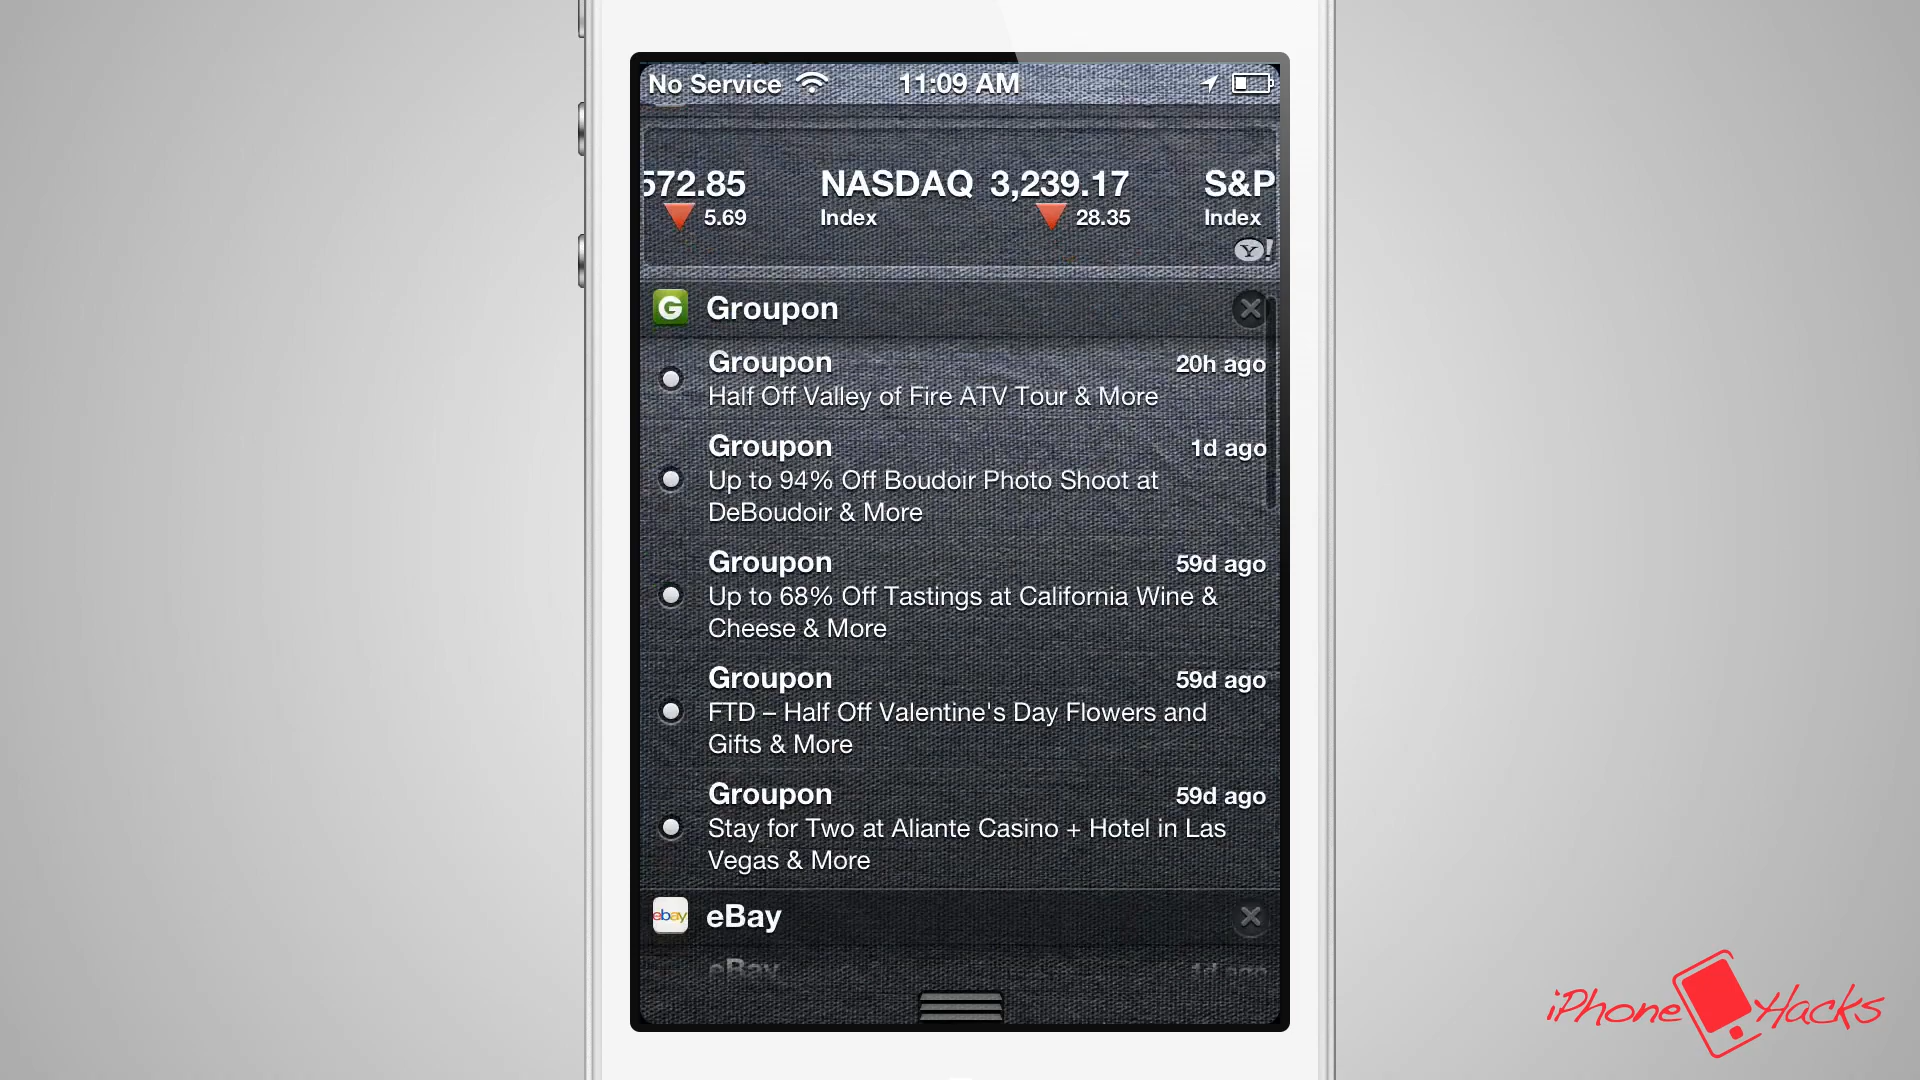 No Service 11:09 AM
572.85 NASDAQ 3,239.17 S&P
5.69 Index 28.35 Index
Y!
G Groupon
Groupon 20h ago
Half Off Valley of Fire ATV Tour & More
Groupon 1d ago
Up to 94% Off Boudoir Photo Shoot at
DeBoudoir & More
Groupon 59d ago
Up to 68% Off Tastings at California Wine &
Cheese & More
Groupon 59d ago
FTD – Half Off Valentine's Day Flowers and
Gifts & More
Groupon 59d ago
Stay for Two at Aliante Casino + Hotel in Las
Vegas & More
ebay eBay
eBay 1d ago
iPhone Hacks